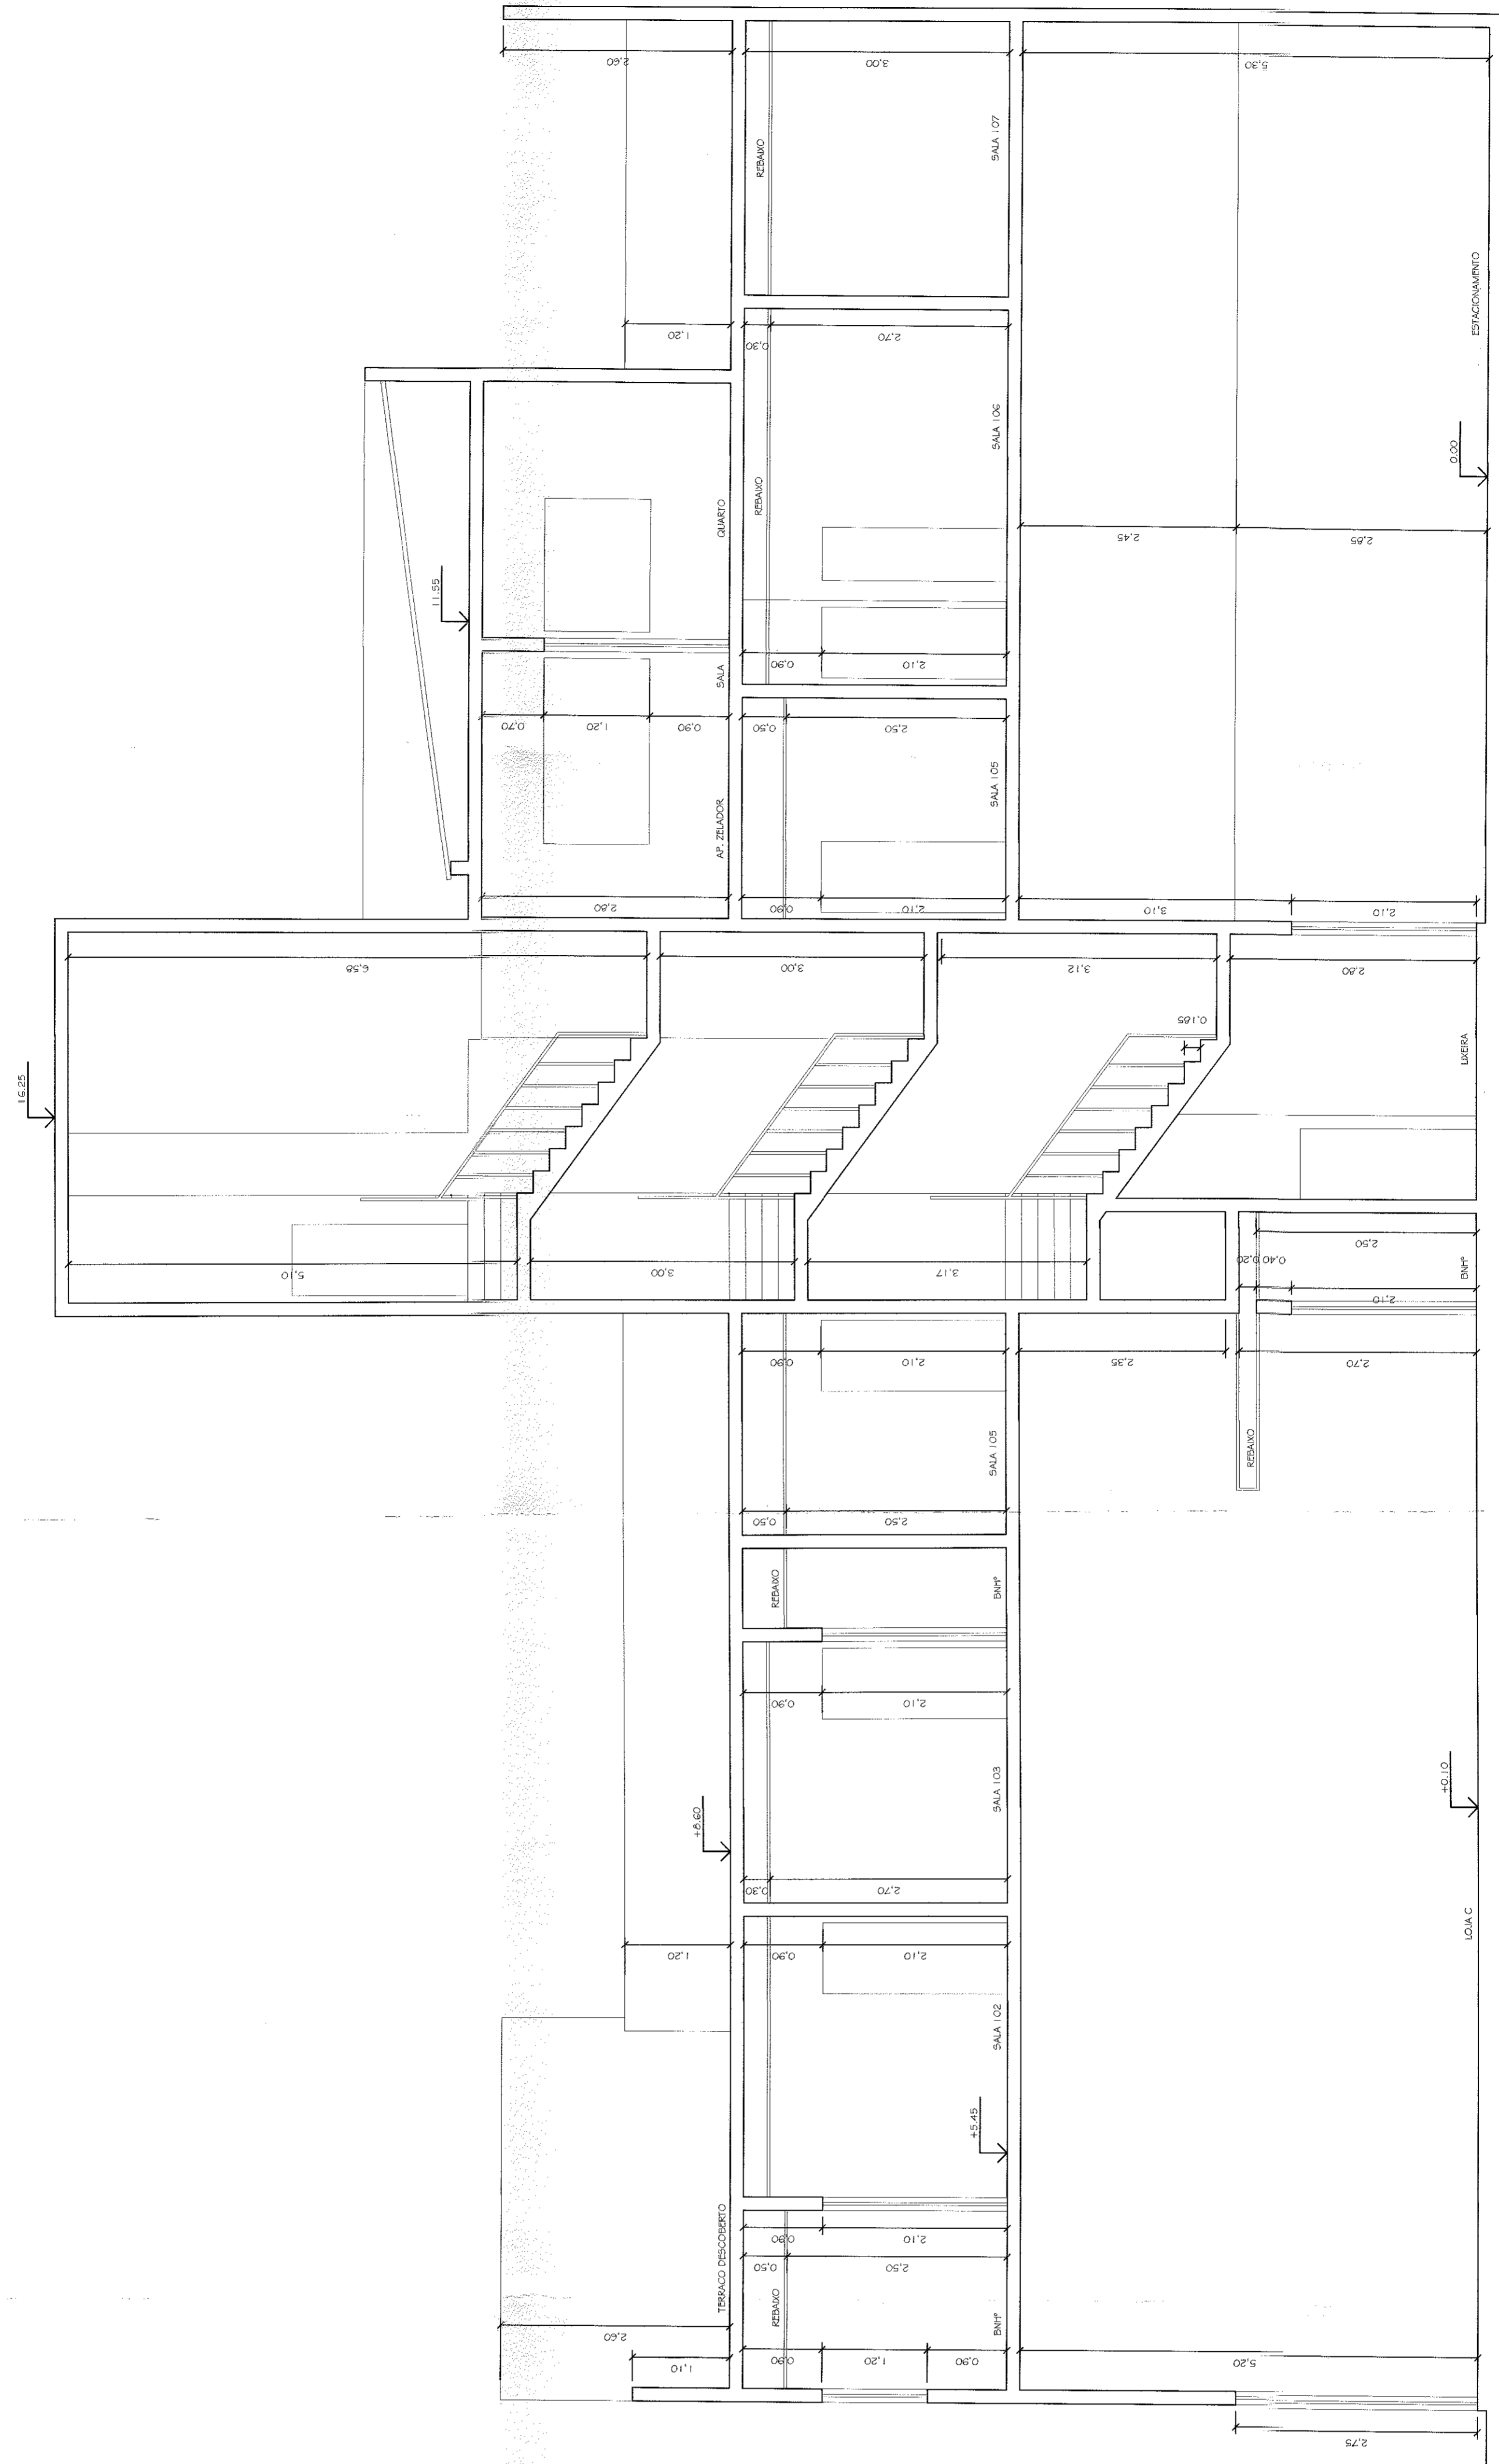 16.25
5,10
6,58
11.55
0,70
1,20
2,80
2,60
2,60
1,10
1,20
1,20
0,90
3,00
+8.60
TERRACO DESCOBERTO
AP. ZELADOR
SALA
QUARTO
REBAIXO
REBAIXO
REBAIXO
REBAIXO
0,90
0,50
0,90
0,90
0,30
0,90
0,50
0,90
0,90
0,50
0,90
0,30
3,00
3,00
1,20
2,50
2,10
2,10
2,70
2,10
2,50
2,10
2,10
2,50
2,10
2,70
0,90
+5.45
BNHº
SALA 102
SALA 103
BNHº
SALA 105
SALA 105
SALA 106
SALA 107
3,17
3,12
2,35
2,45
3,10
0,185
REBAIXO
0,20
0,40
5,20
5,30
2,75
2,70
2,50
2,10
2,80
2,10
2,85
+0.10
0.00
LOJA C
BNHº
LIXEIRA
ESTACIONAMENTO